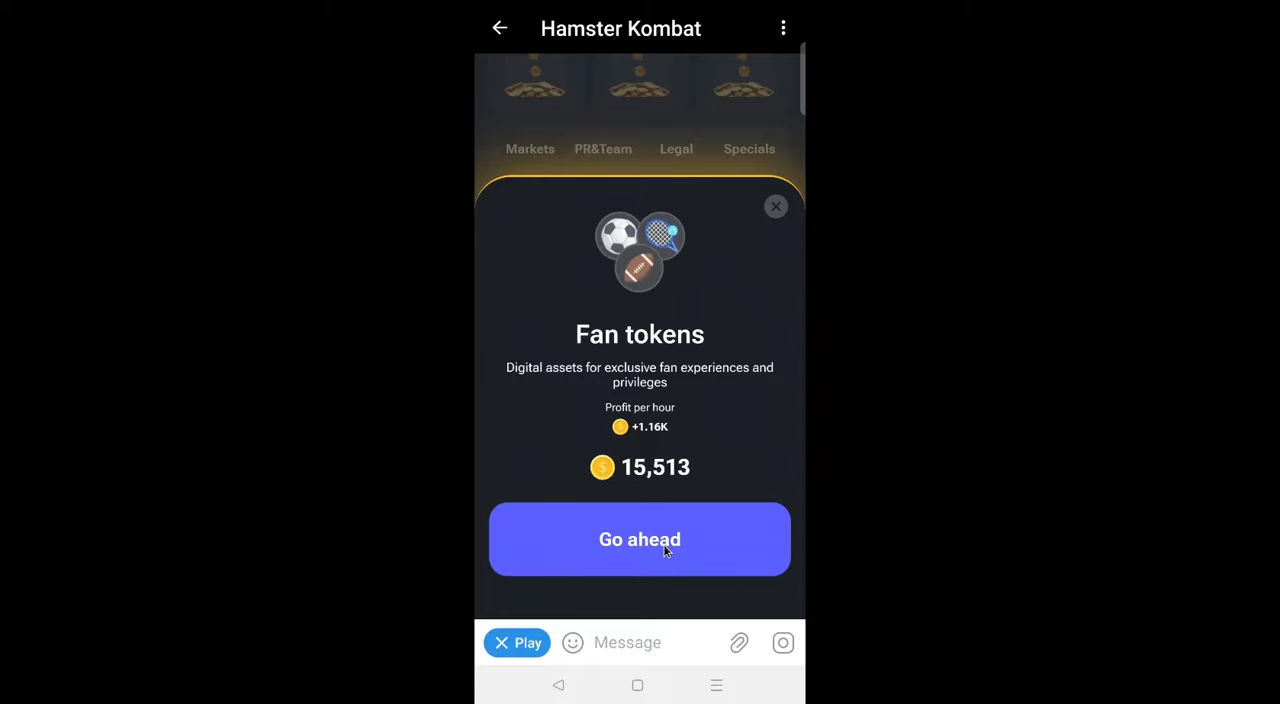 Hamster Kombat
Markets PR&Team Legal Specials
Fan tokens
Digital assets for exclusive fan experiences and
privileges
Profit per hour
+1.16K
15,513
Go ahead
Play Message